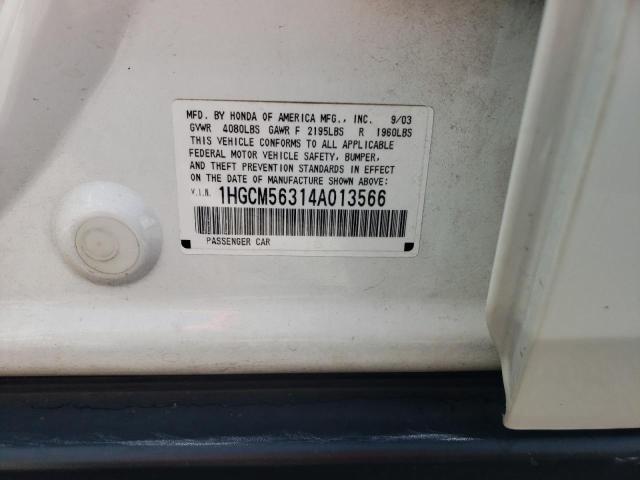 MFD. BY HONDA OF AMERICA MFG., INC. 9/03
GVWR 4080LBS GAWR F 2195LBS R 1960LBS
THIS VEHICLE CONFORMS TO ALL APPLICABLE
FEDERAL MOTOR VEHICLE SAFETY, BUMPER,
AND THEFT PREVENTION STANDARDS IN EFFECT
ON THE DATE OF MANUFACTURE SHOWN ABOVE:
V.I.N. 1HGCM56314A013566
PASSENGER CAR